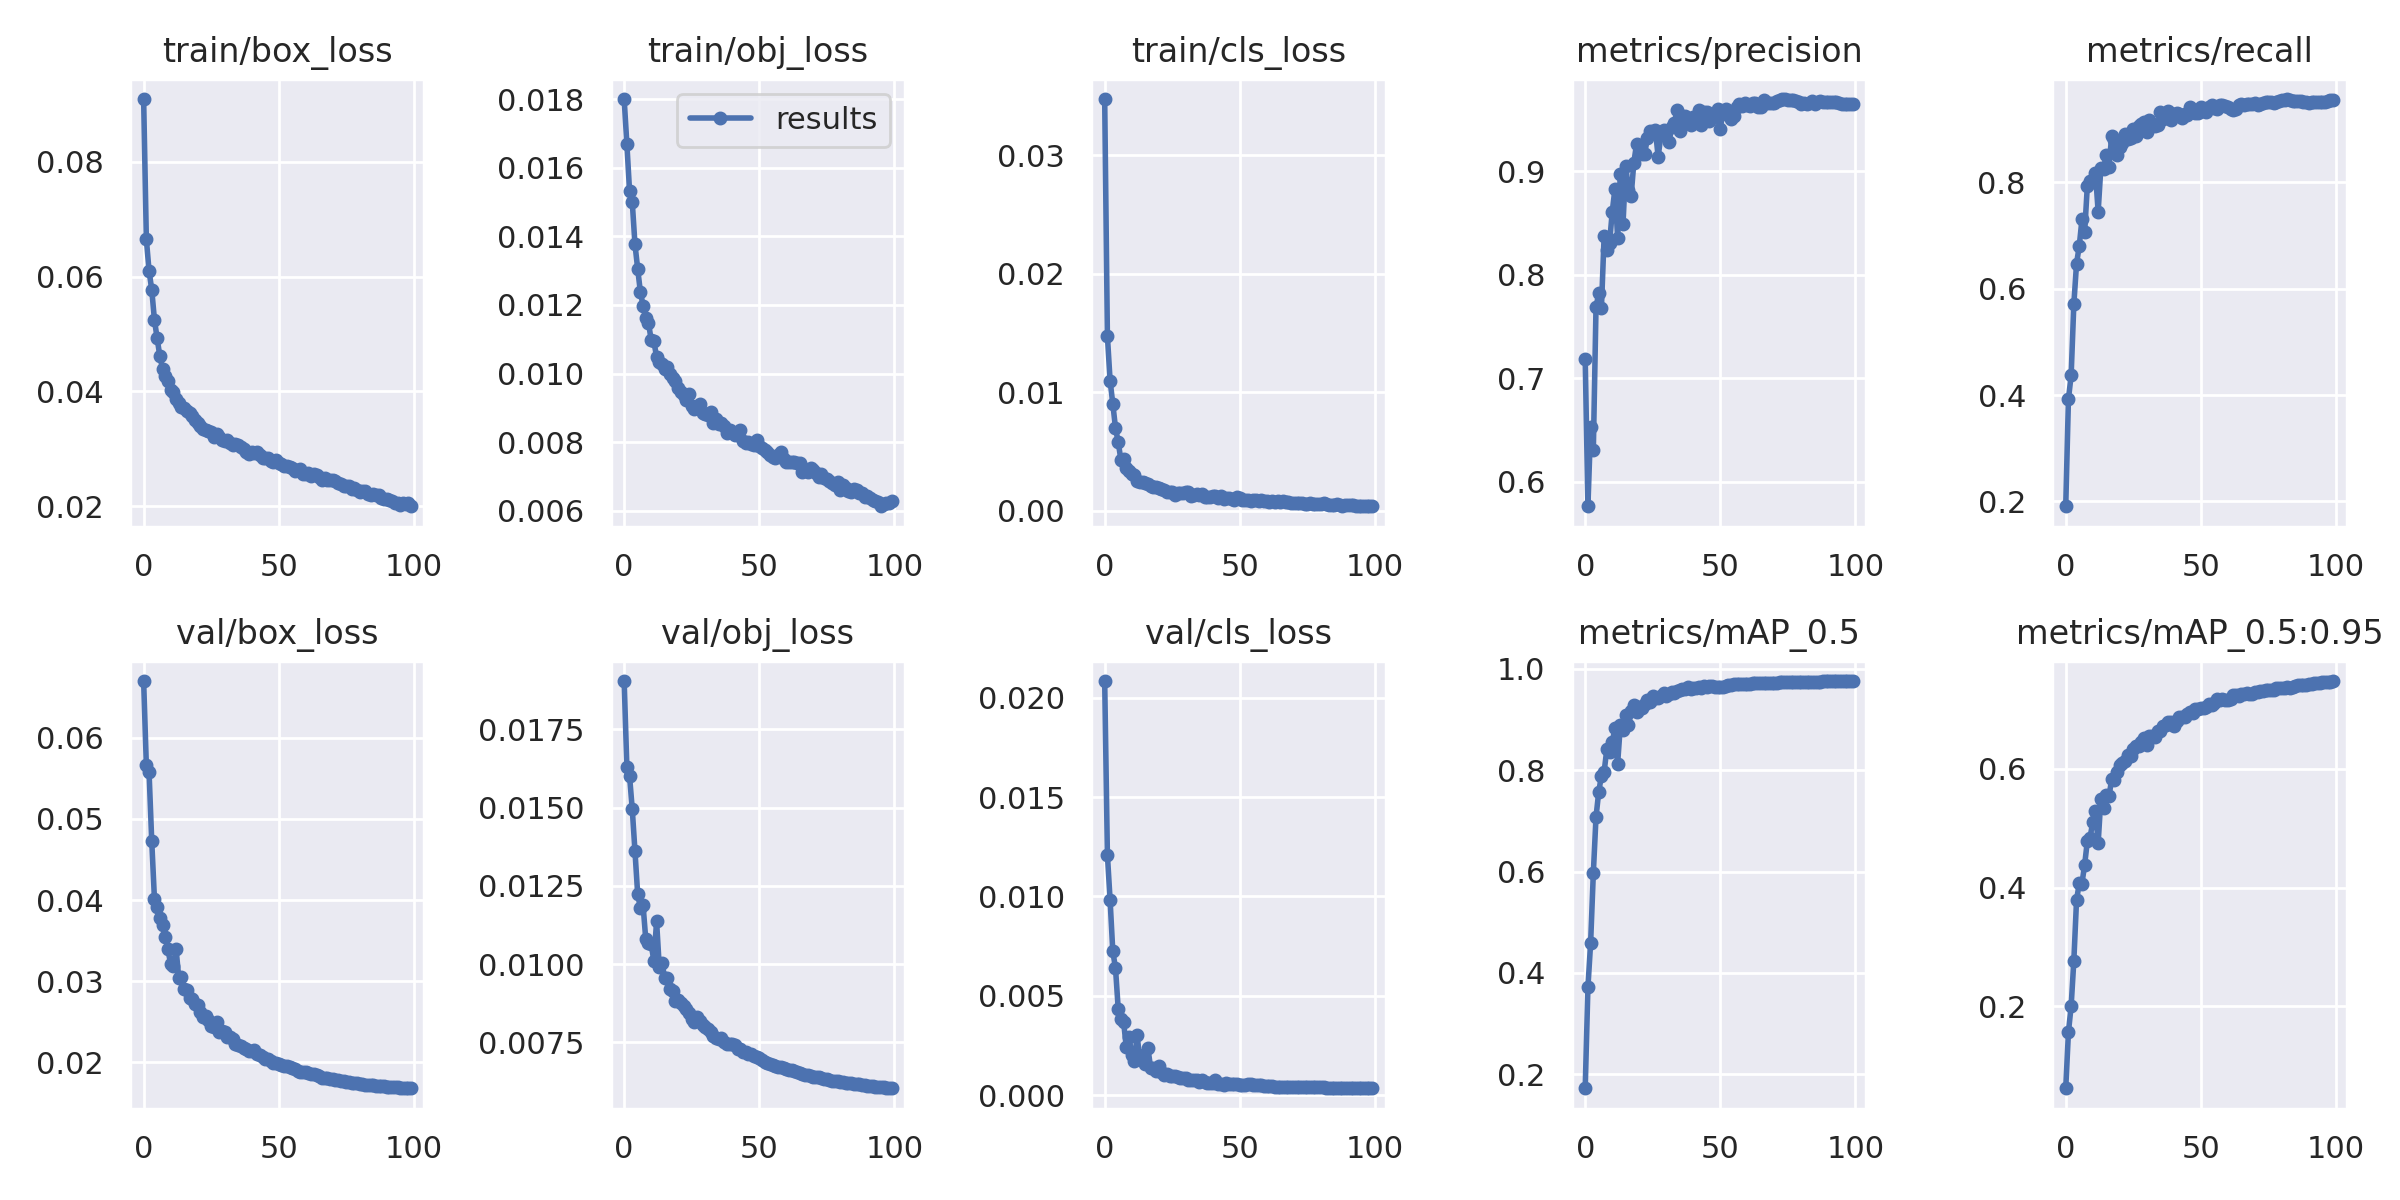 train/box_loss
0.08
0.06
0.04
0.02
0 50 100
train/obj_loss
results
0.018
0.016
0.014
0.012
0.010
0.008
0.006
0 50 100
train/cls_loss
0.03
0.02
0.01
0.00
0 50 100
metrics/precision
0.9
0.8
0.7
0.6
0 50 100
metrics/recall
0.8
0.6
0.4
0.2
0 50 100
val/box_loss
0.06
0.05
0.04
0.03
0.02
0 50 100
val/obj_loss
0.0175
0.0150
0.0125
0.0100
0.0075
0 50 100
val/cls_loss
0.020
0.015
0.010
0.005
0.000
0 50 100
metrics/mAP_0.5
1.0
0.8
0.6
0.4
0.2
0 50 100
metrics/mAP_0.5:0.95
0.6
0.4
0.2
0 50 100